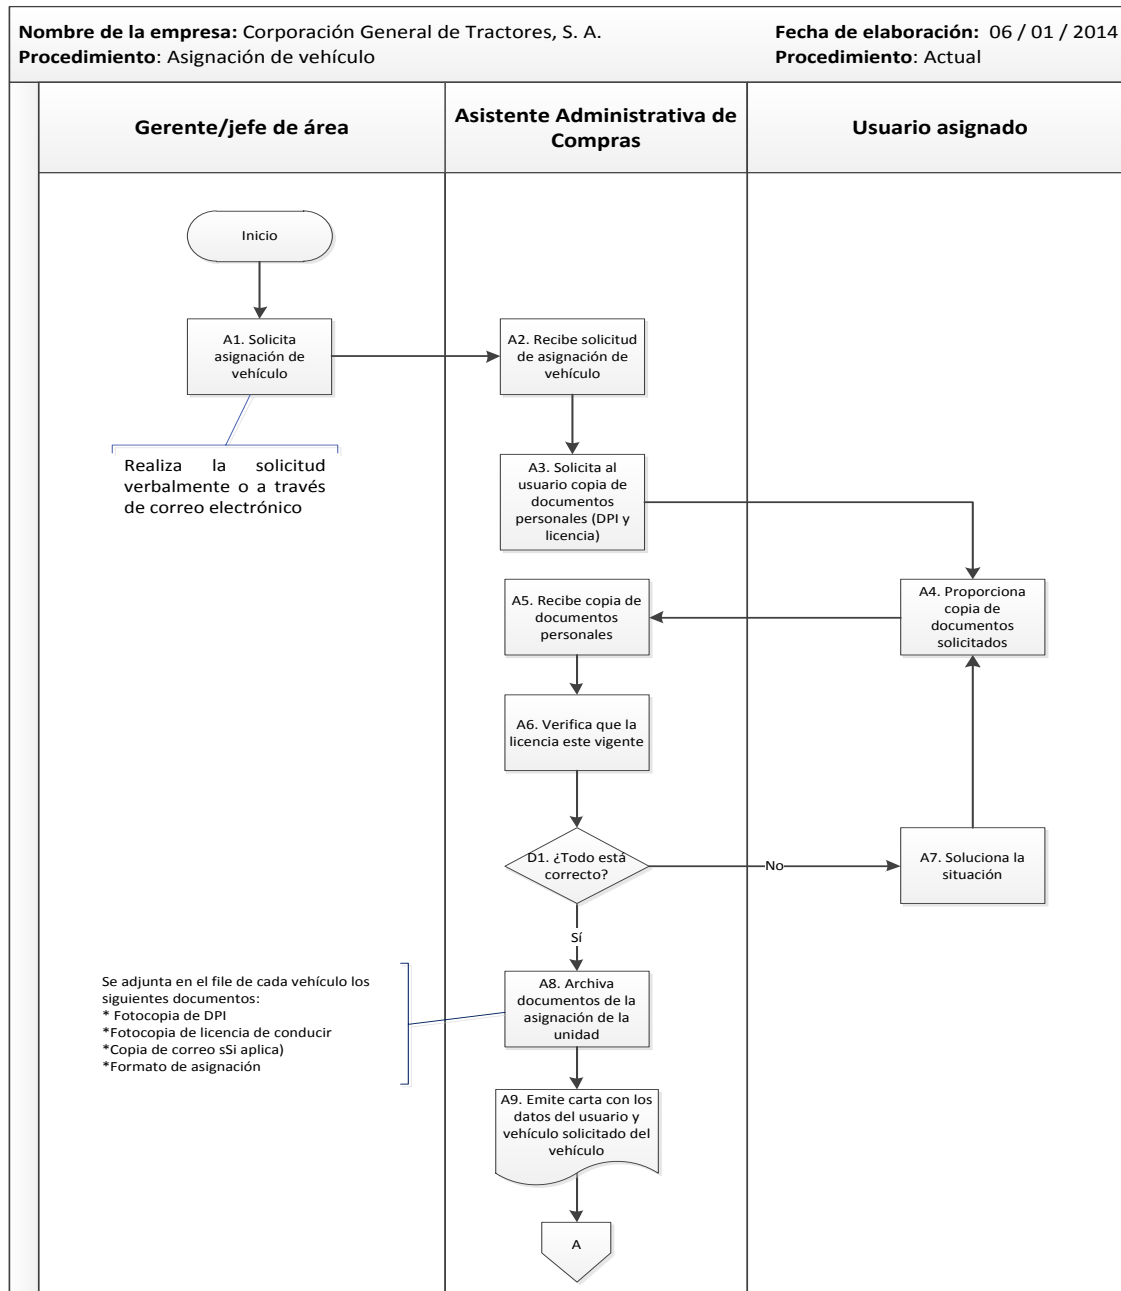 Nombre de la empresa: Corporación General de Tractores, S. A.
Fecha de elaboración: 06 / 01 / 2014
Procedimiento: Asignación de vehículo
Procedimiento: Actual
Gerente/jefe de área
Asistente Administrativa de
Compras
Usuario asignado
Inicio
A1. Solicita
asignación de
vehículo
A2. Recibe solicitud
de asignación de
vehículo
Realiza la solicitud
verbalmente o a través
de correo electrónico
A3. Solicita al
usuario copia de
documentos
personales (DPI y
licencia)
A4. Proporciona
copia de
documentos
solicitados
A5. Recibe copia de
documentos
personales
A6. Verifica que la
licencia este vigente
D1. ¿Todo está
correcto?
No
A7. Soluciona la
situación
Sí
Se adjunta en el file de cada vehículo los
siguientes documentos:
* Fotocopia de DPI
*Fotocopia de licencia de conducir
*Copia de correo sSi aplica)
*Formato de asignación
A8. Archiva
documentos de la
asignación de la
unidad
A9. Emite carta con los
datos del usuario y
vehículo solicitado del
vehículo
A